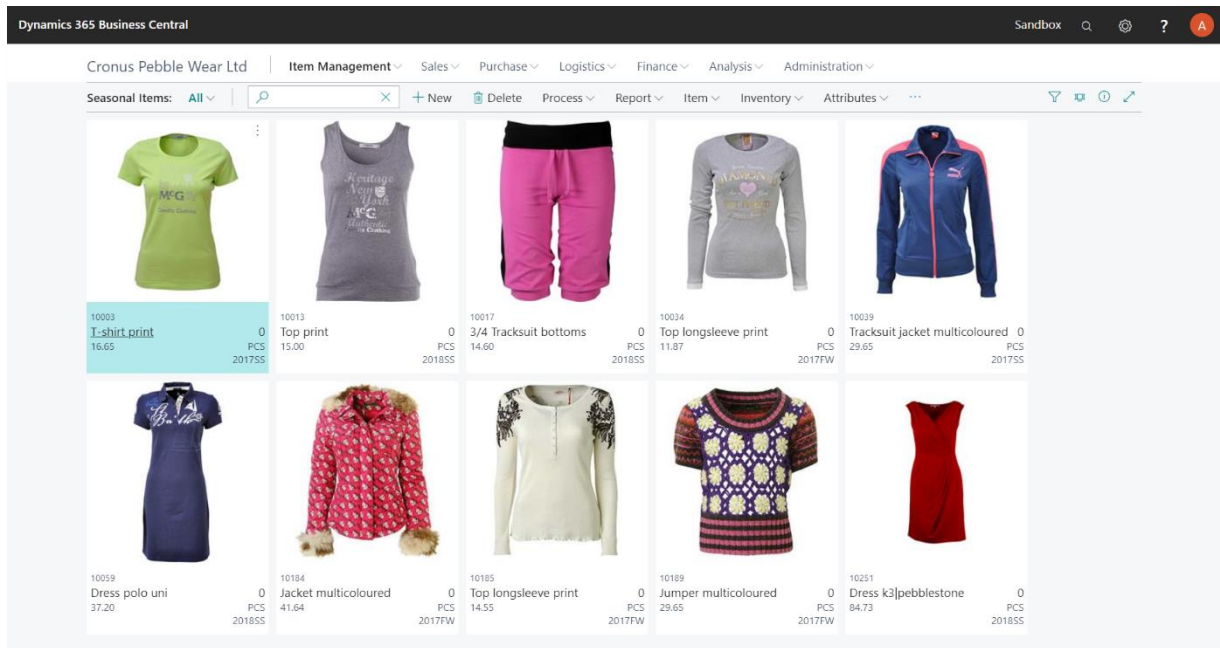 Dynamics 365 Business Central
Sandbox
?
A
Cronus Pebble Wear Ltd
Item Management Sales Purchase Logistics Finance Analysis Administration
Seasonal Items: All
+ New Delete Process Report Item Inventory Attributes ...
McG
Heritage
New
York
McG
Authentic
10003
T-shirt print 0
16.65 PCS
2017SS
10013
Top print 0
15.00 PCS
2018SS
10017
3/4 Tracksuit bottoms 0
14.60 PCS
2018SS
10034
Top longsleeve print 0
11.87 PCS
2017FW
10039
Tracksuit jacket multicoloured 0
29.65 PCS
2017SS
10059
Dress polo uni 0
37.20 PCS
2018SS
10184
Jacket multicoloured 0
41.64 PCS
2017FW
10185
Top longsleeve print 0
14.55 PCS
2017FW
10189
Jumper multicoloured 0
29.65 PCS
2017FW
10251
Dress k3|pebblestone 0
84.73 PCS
2018SS